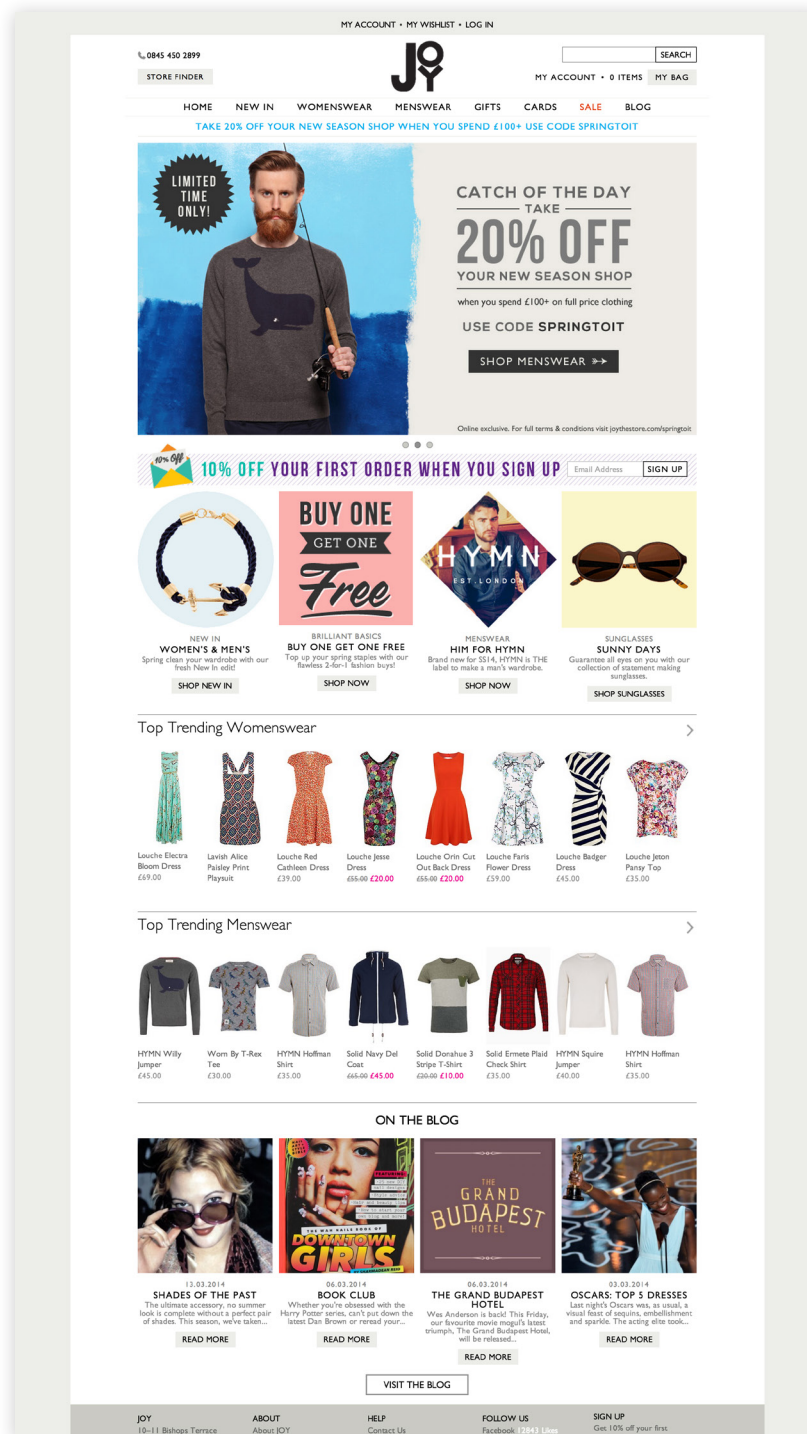 MY ACCOUNT • MY WISHLIST • LOG IN
0845 450 2899
STORE FINDER
JOY
SEARCH
MY ACCOUNT • 0 ITEMS MY BAG
HOME NEW IN WOMENSWEAR MENSWEAR GIFTS CARDS SALE BLOG
TAKE 20% OFF YOUR NEW SEASON SHOP WHEN YOU SPEND £100+ USE CODE SPRINGTOIT
LIMITED
TIME
ONLY!
CATCH OF THE DAY
TAKE
20% OFF
YOUR NEW SEASON SHOP
when you spend £100+ on full price clothing
USE CODE SPRINGTOIT
SHOP MENSWEAR
Online exclusive. For full terms & conditions visit joythestore.com/springtoit
10% Off
10% OFF YOUR FIRST ORDER WHEN YOU SIGN UP
Email Address
SIGN UP
BUY ONE
GET ONE
Free
HYMN
EST. LONDON
NEW IN
WOMEN'S & MEN'S
Spring clean your wardrobe with our
fresh New In edit!
SHOP NEW IN
BRILLIANT BASICS
BUY ONE GET ONE FREE
Top up your spring staples with our
flawless 2-for-1 fashion buys!
SHOP NOW
MENSWEAR
HIM FOR HYMN
Brand new for SS14, HYMN is THE
label to make a man's wardrobe.
SHOP NOW
SUNGLASSES
SUNNY DAYS
Guarantee all eyes on you with our
collection of statement making
sunglasses.
SHOP SUNGLASSES
Top Trending Womenswear
Louche Electra
Bloom Dress
£69.00
Lavish Alice
Paisley Print
Playsuit
Louche Red
Cathleen Dress
£39.00
Louche Jesse
Dress
£55.00 £20.00
Louche Orin Cut
Out Back Dress
£55.00 £20.00
Louche Faris
Flower Dress
£59.00
Louche Badger
Dress
£45.00
Louche Jeton
Pansy Top
£35.00
Top Trending Menswear
HYMN Willy
Jumper
£45.00
Worn By T-Rex
Tee
£30.00
HYMN Hoffman
Shirt
£35.00
Solid Navy Del
Coat
£65.00 £45.00
Solid Donahue 3
Stripe T-Shirt
£20.00 £10.00
Solid Ermete Plaid
Check Shirt
£35.00
HYMN Squire
Jumper
£40.00
HYMN Hoffman
Shirt
£35.00
ON THE BLOG
FEATURING:
THE WAH NAILS BOOK OF
DOWNTOWN
GIRLS
THE
GRAND
BUDAPEST
HOTEL
13.03.2014
SHADES OF THE PAST
The ultimate accessory, no summer
look is complete without a perfect pair
of shades. This season, we've taken...
READ MORE
06.03.2014
BOOK CLUB
Whether you're obsessed with the
Harry Potter series, can't put down the
latest Dan Brown or reread your...
READ MORE
06.03.2014
THE GRAND BUDAPEST
HOTEL
Wes Anderson is back! This Friday,
our favourite movie mogul's latest
triumph, The Grand Budapest Hotel,
will be released...
READ MORE
03.03.2014
OSCARS: TOP 5 DRESSES
Last night's Oscars was, as usual, a
visual feast of sequins, embellishment
and sparkle. The acting elite took...
READ MORE
VISIT THE BLOG
JOY
10–11 Bishops Terrace
ABOUT
About JOY
HELP
Contact Us
FOLLOW US
Facebook 12843 Likes
SIGN UP
Get 10% off your first